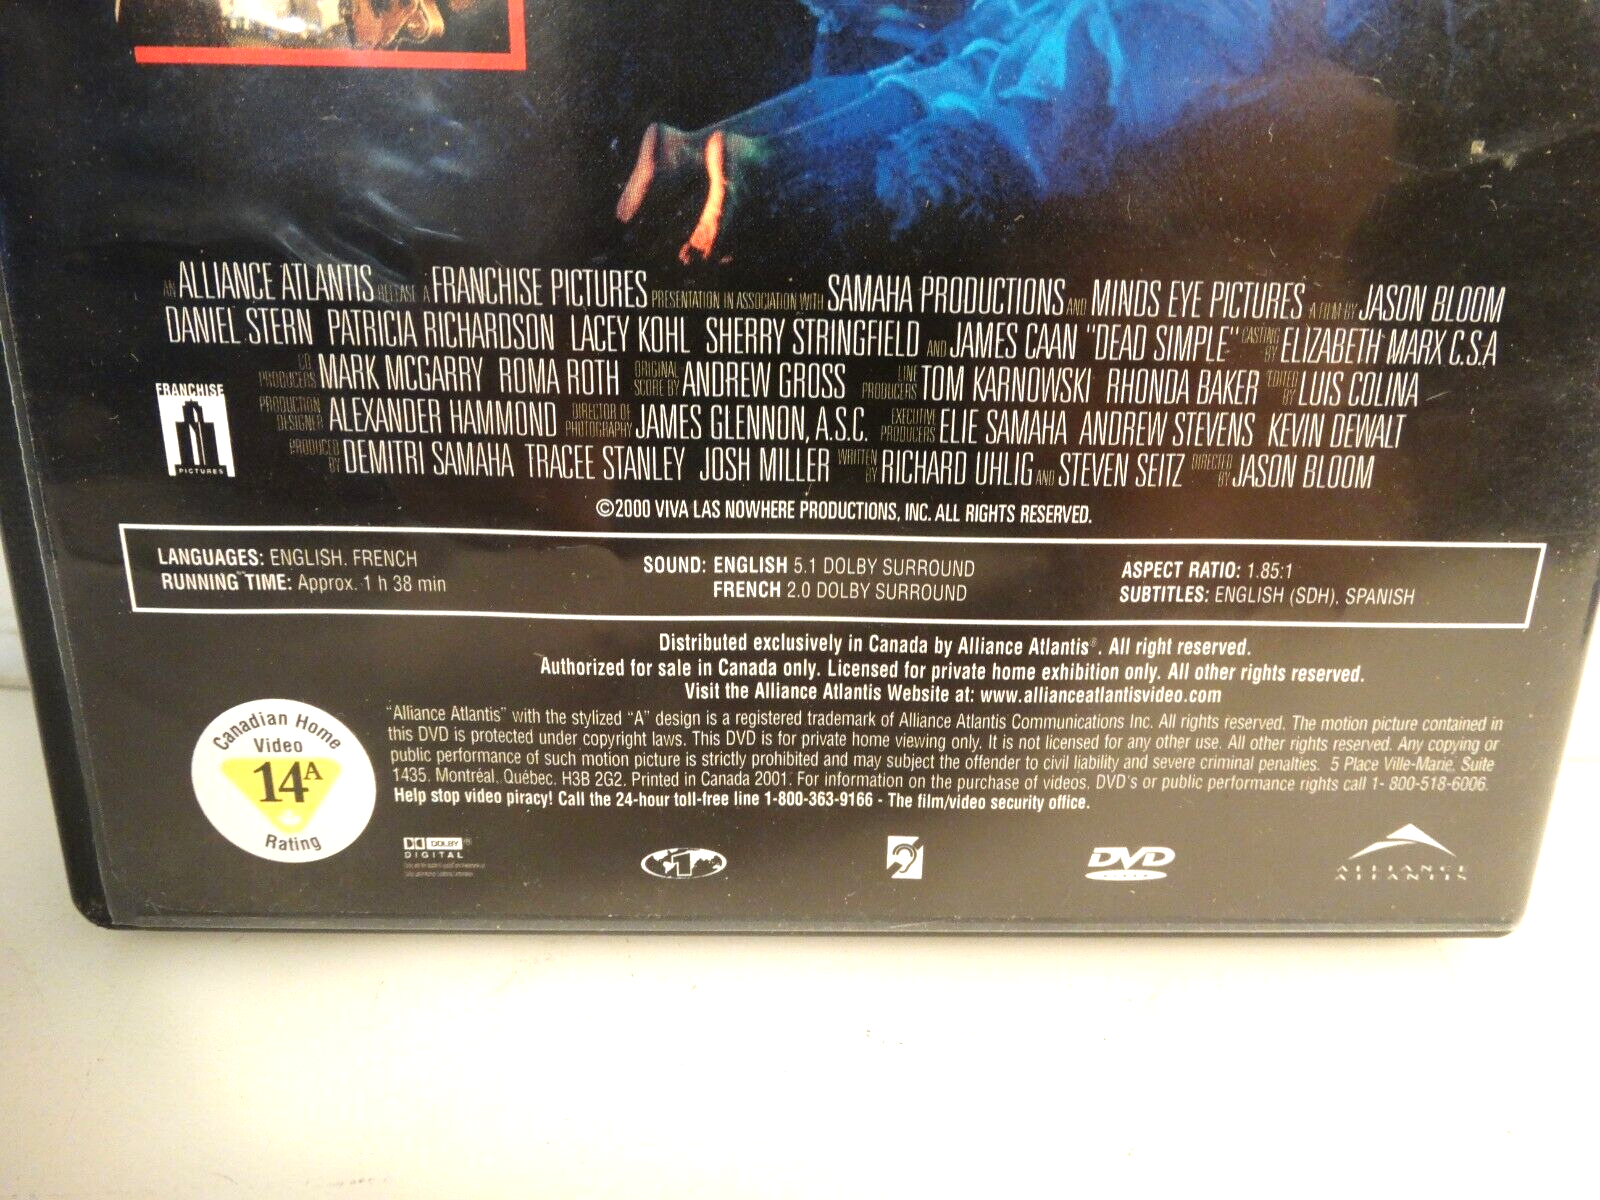 AN ALLIANCE ATLANTIS RELEASE A FRANCHISE PICTURES PRESENTATION IN ASSOCIATION WITH SAMAHA PRODUCTIONS AND MINDS EYE PICTURES A FILM BY JASON BLOOM
DANIEL STERN PATRICIA RICHARDSON LACEY KOHL SHERRY STRINGFIELD AND JAMES CAAN "DEAD SIMPLE" CASTING BY ELIZABETH MARX C.S.A
CO PRODUCERS MARK MCGARRY ROMA ROTH ORIGINAL SCORE BY ANDREW GROSS LINE PRODUCERS TOM KARNOWSKI RHONDA BAKER EDITED BY LUIS COLINA
PRODUCTION DESIGNER ALEXANDER HAMMOND DIRECTOR OF PHOTOGRAPHY JAMES GLENNON, A.S.C. EXECUTIVE PRODUCERS ELIE SAMAHA ANDREW STEVENS KEVIN DEWALT
PRODUCED BY DEMITRI SAMAHA TRACEE STANLEY JOSH MILLER WRITTEN BY RICHARD UHLIG AND STEVEN SEITZ DIRECTED BY JASON BLOOM
FRANCHISE
PICTURES
©2000 VIVA LAS NOWHERE PRODUCTIONS, INC. ALL RIGHTS RESERVED.
LANGUAGES: ENGLISH. FRENCH
RUNNING TIME: Approx. 1 h 38 min
SOUND: ENGLISH 5.1 DOLBY SURROUND
FRENCH 2.0 DOLBY SURROUND
ASPECT RATIO: 1.85:1
SUBTITLES: ENGLISH (SDH), SPANISH
Distributed exclusively in Canada by Alliance Atlantis®. All right reserved.
Authorized for sale in Canada only. Licensed for private home exhibition only. All other rights reserved.
Visit the Alliance Atlantis Website at: www.allianceatlantisvideo.com
"Alliance Atlantis" with the stylized "A" design is a registered trademark of Alliance Atlantis Communications Inc. All rights reserved. The motion picture contained in
this DVD is protected under copyright laws. This DVD is for private home viewing only. It is not licensed for any other use. All other rights reserved. Any copying or
public performance of such motion picture is strictly prohibited and may subject the offender to civil liability and severe criminal penalties. 5 Place Ville-Marie, Suite
1435, Montréal, Québec. H3B 2G2. Printed in Canada 2001. For information on the purchase of videos. DVD's or public performance rights call 1- 800-518-6006.
Help stop video piracy! Call the 24-hour toll-free line 1-800-363-9166 - The film/video security office.
Canadian Home
Video
14A
Rating
DOLBY
DIGITAL
1
DVD
ALLIANCE
ATLANTIS